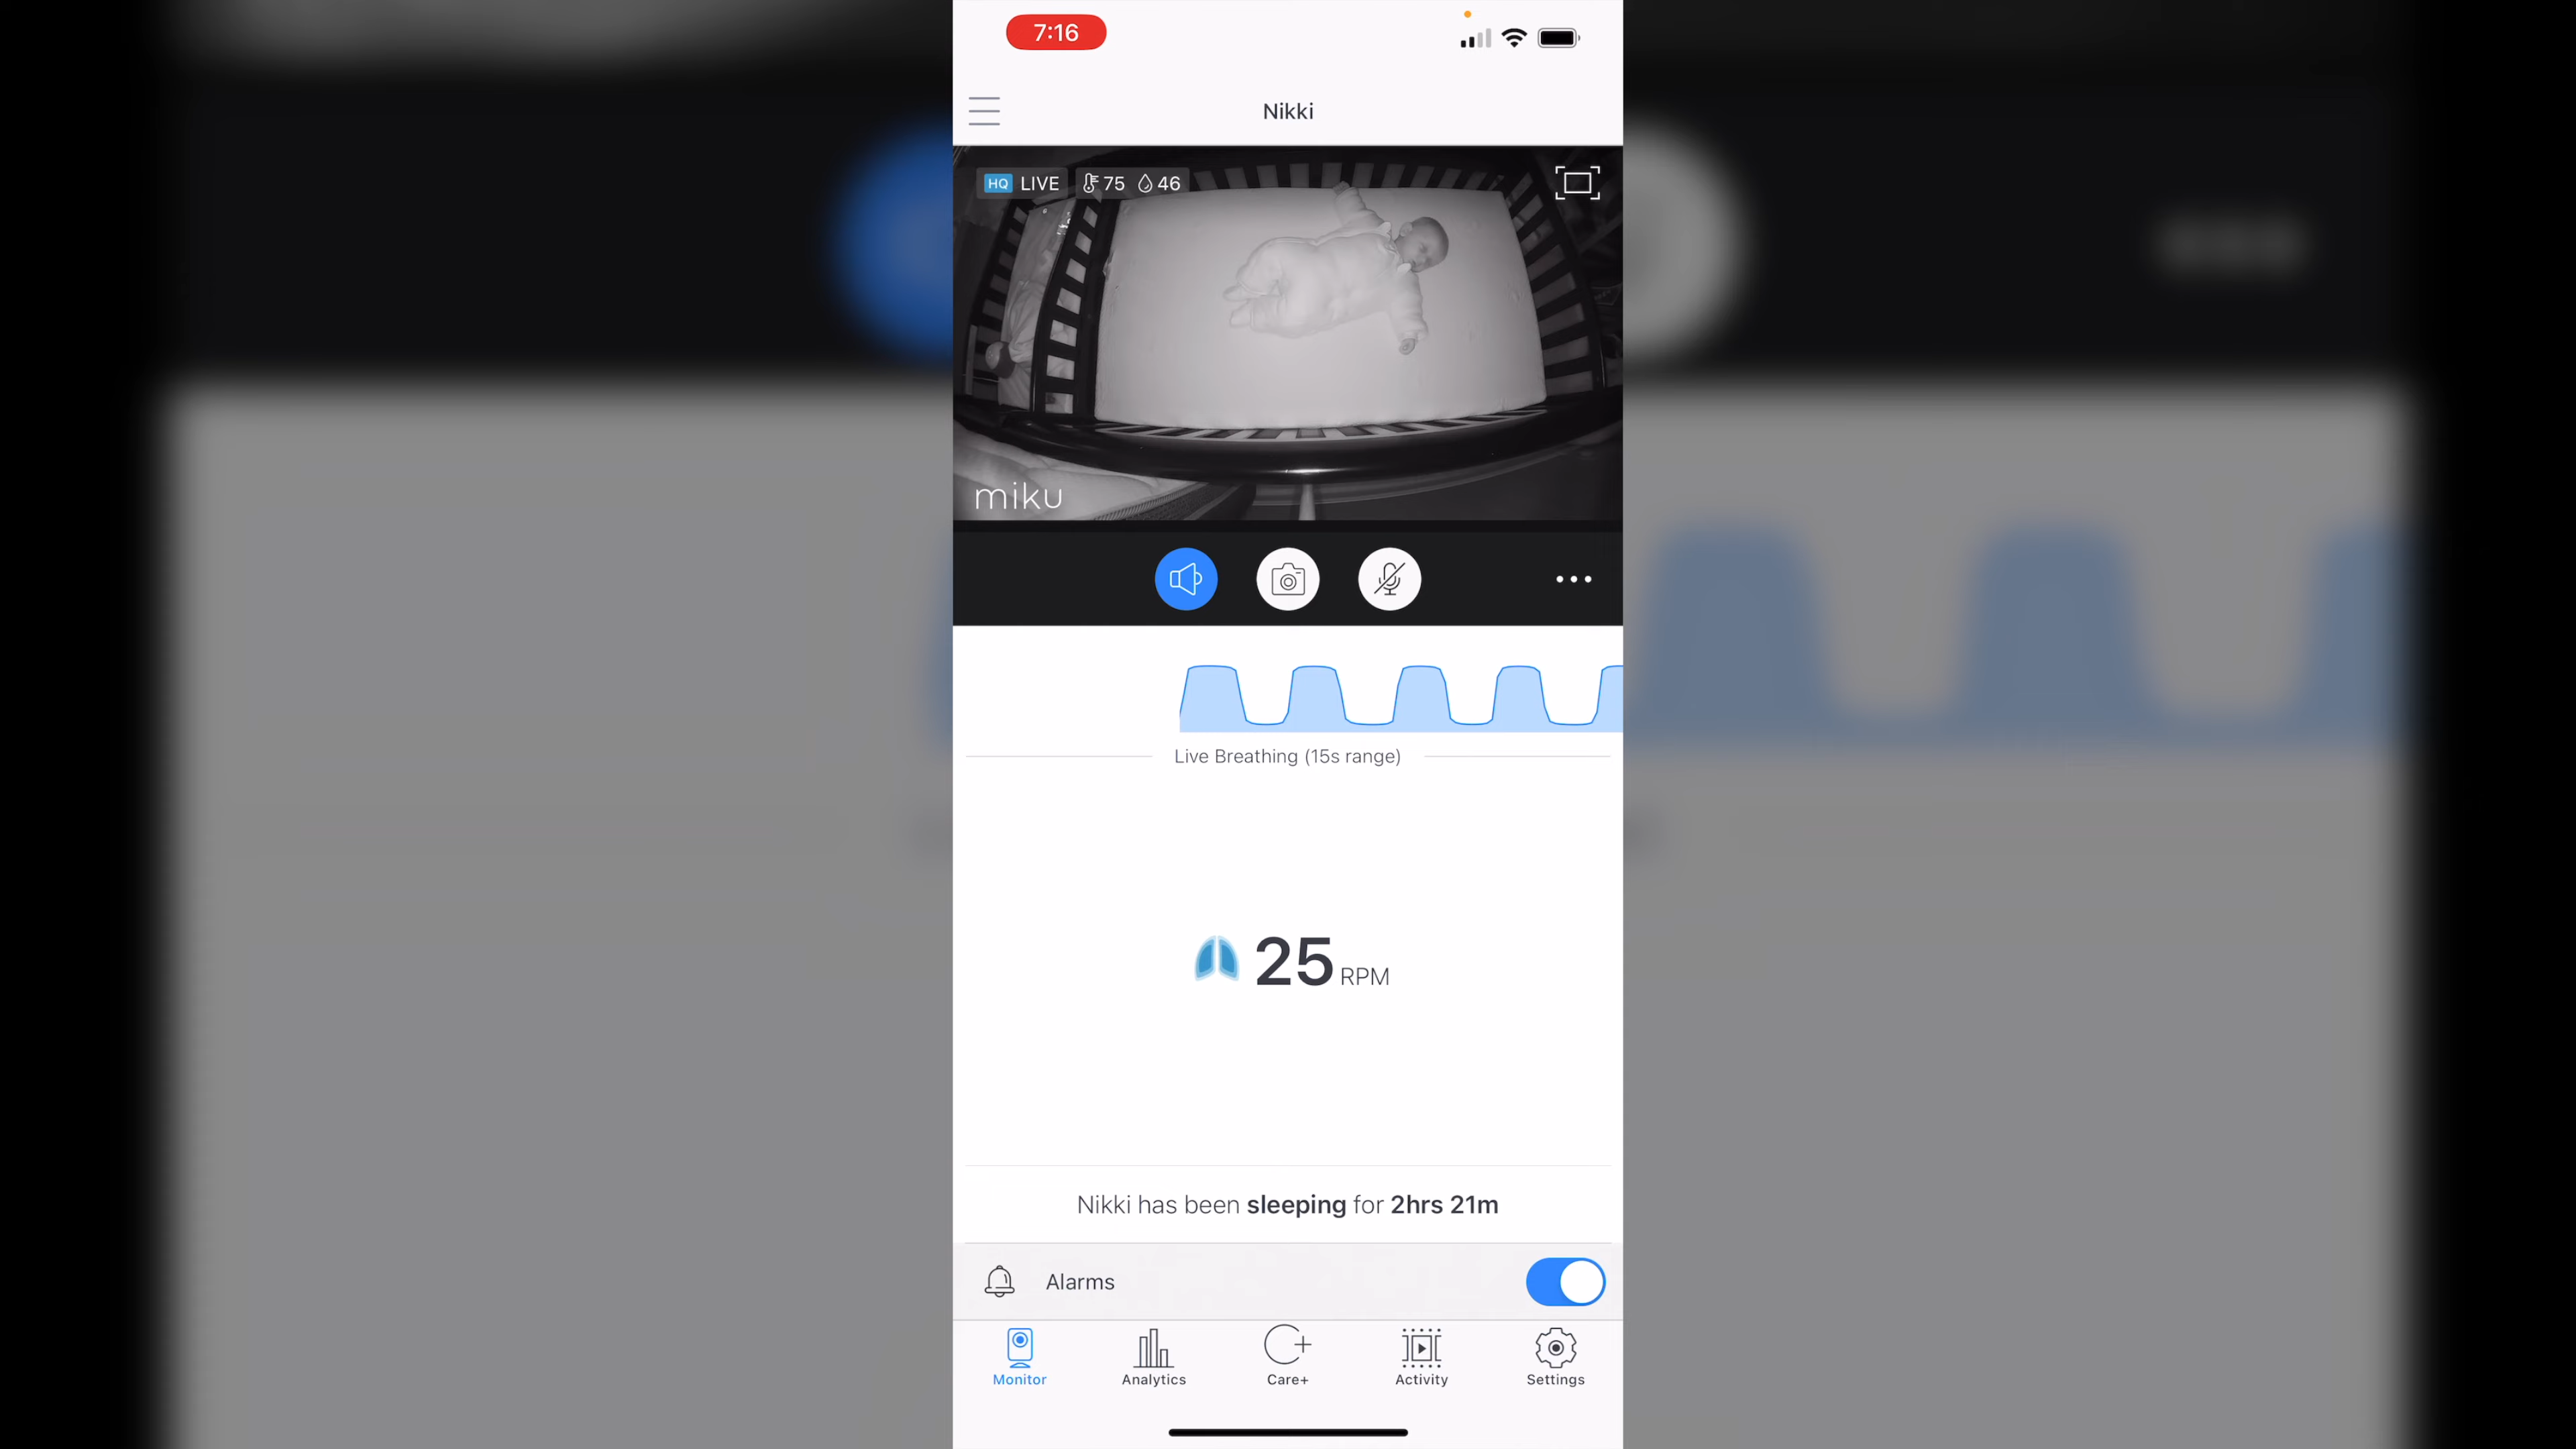 7:16
Nikki
HQ LIVE 75 46
miku
Live Breathing (15s range)
25 RPM
Nikki has been sleeping for 2hrs 21m
Alarms
Monitor Analytics Care+ Activity Settings